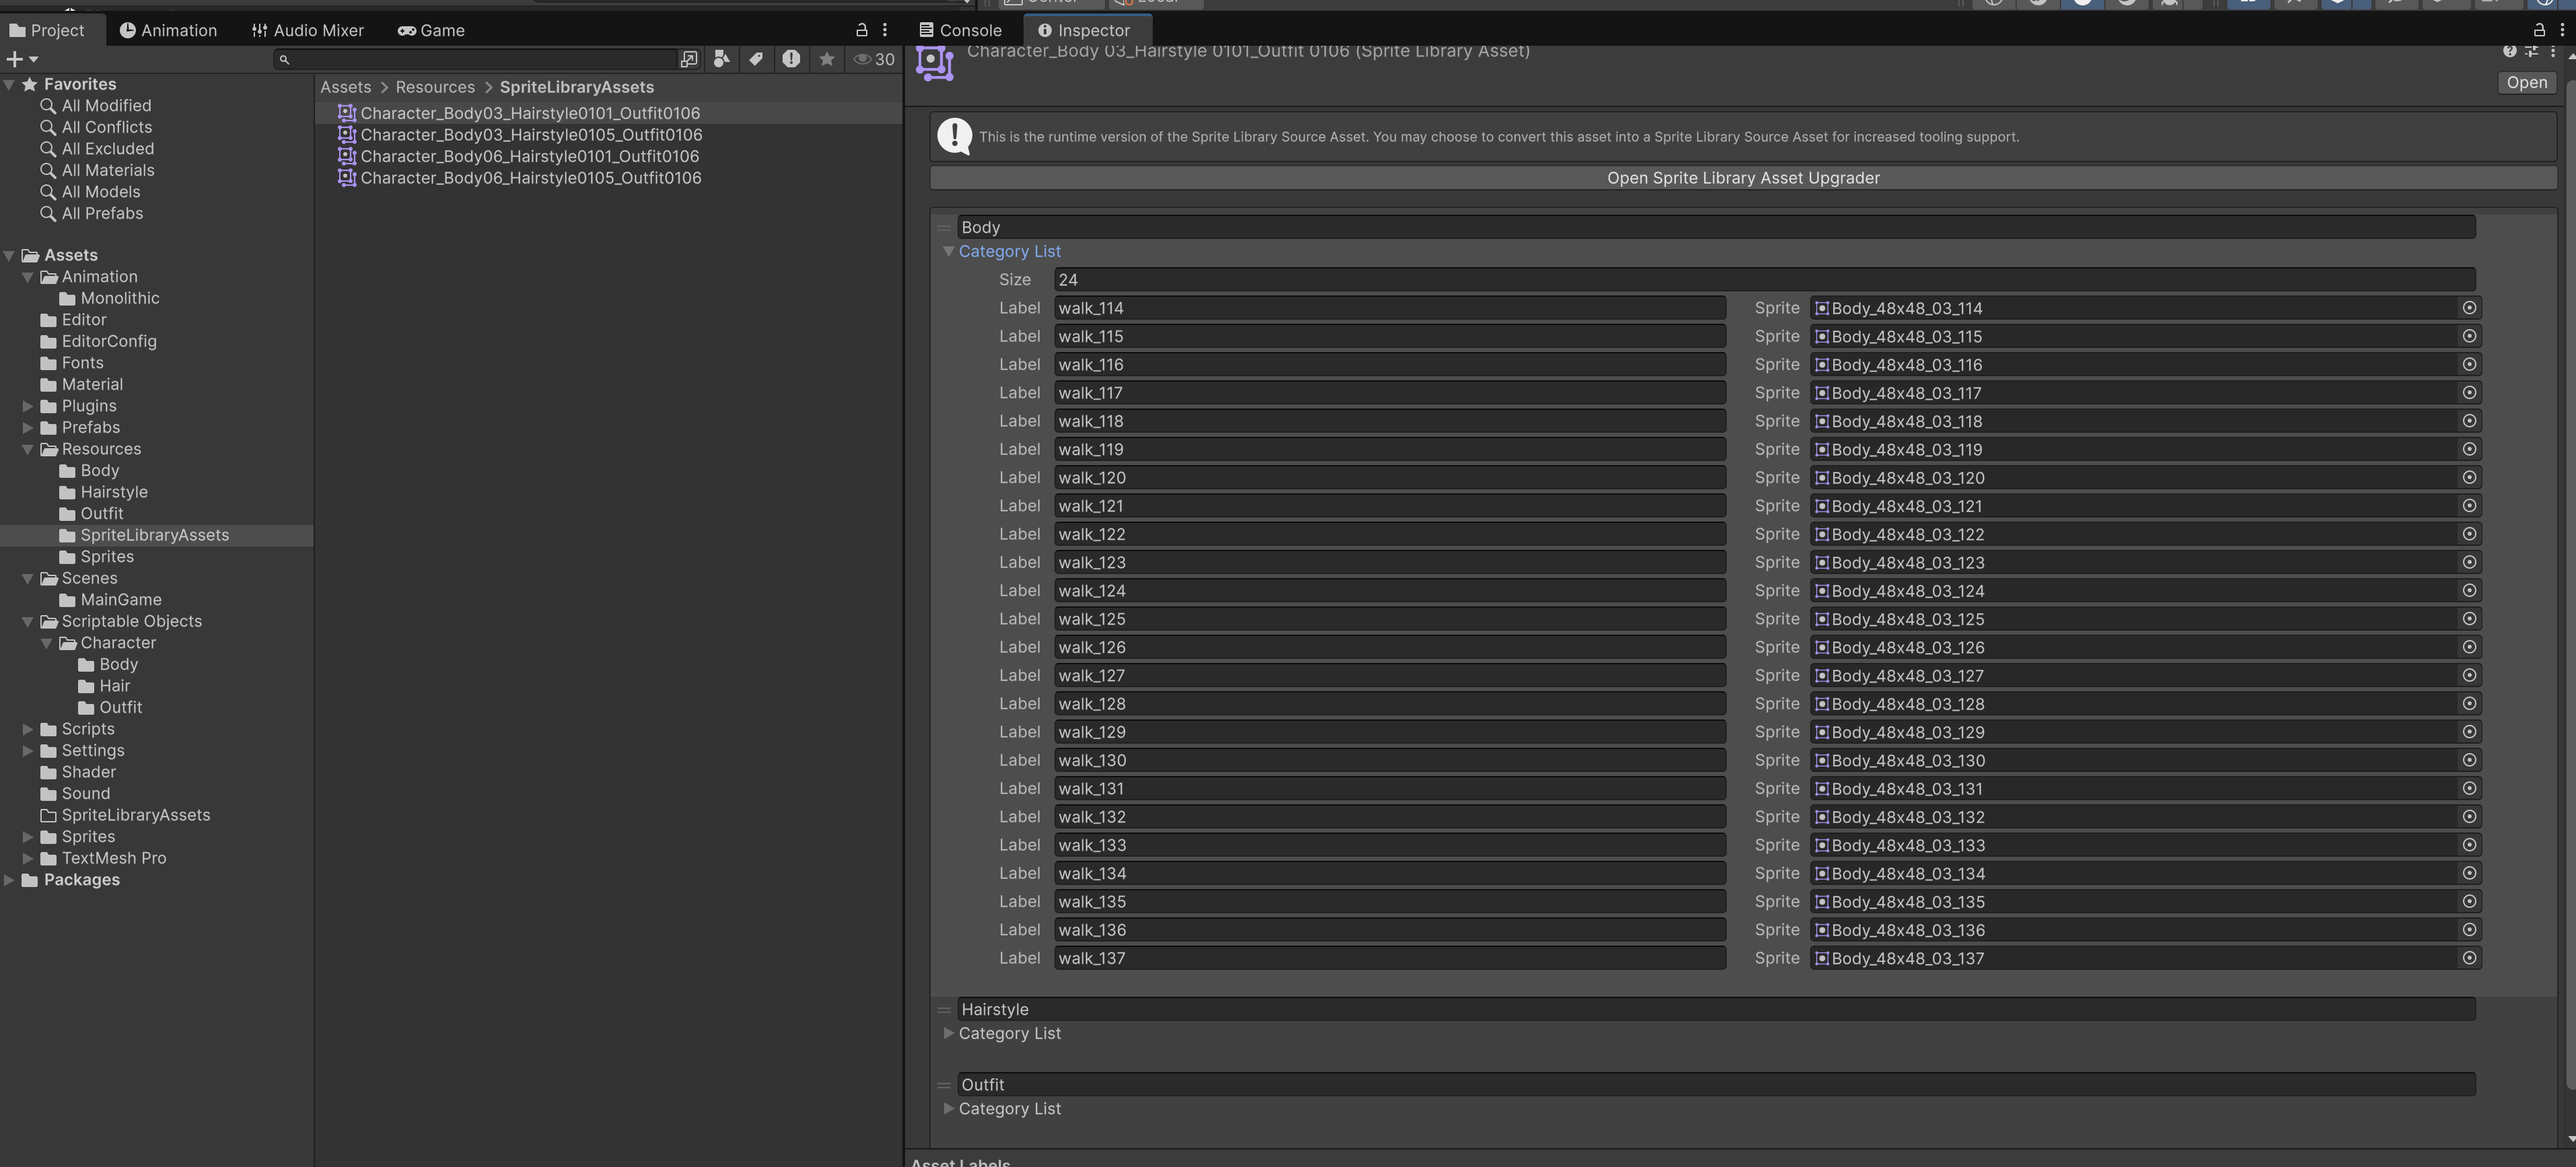 Center
Local
Project
Animation
Audio Mixer
Game
30
Favorites
All Modified
All Conflicts
All Excluded
All Materials
All Models
All Prefabs
Assets
Animation
Monolithic
Editor
EditorConfig
Fonts
Material
Plugins
Prefabs
Resources
Body
Hairstyle
Outfit
SpriteLibraryAssets
Sprites
Scenes
MainGame
Scriptable Objects
Character
Body
Hair
Outfit
Scripts
Settings
Shader
Sound
SpriteLibraryAssets
Sprites
TextMesh Pro
Packages
Assets > Resources > SpriteLibraryAssets
Character_Body03_Hairstyle0101_Outfit0106
Character_Body03_Hairstyle0105_Outfit0106
Character_Body06_Hairstyle0101_Outfit0106
Character_Body06_Hairstyle0105_Outfit0106
Console
Inspector
Character_Body 03_Hairstyle 0101_Outfit 0106 (Sprite Library Asset)
Open
This is the runtime version of the Sprite Library Source Asset. You may choose to convert this asset into a Sprite Library Source Asset for increased tooling support.
Open Sprite Library Asset Upgrader
Body
Category List
Size 24
Label walk_114 Sprite Body_48x48_03_114
Label walk_115 Sprite Body_48x48_03_115
Label walk_116 Sprite Body_48x48_03_116
Label walk_117 Sprite Body_48x48_03_117
Label walk_118 Sprite Body_48x48_03_118
Label walk_119 Sprite Body_48x48_03_119
Label walk_120 Sprite Body_48x48_03_120
Label walk_121 Sprite Body_48x48_03_121
Label walk_122 Sprite Body_48x48_03_122
Label walk_123 Sprite Body_48x48_03_123
Label walk_124 Sprite Body_48x48_03_124
Label walk_125 Sprite Body_48x48_03_125
Label walk_126 Sprite Body_48x48_03_126
Label walk_127 Sprite Body_48x48_03_127
Label walk_128 Sprite Body_48x48_03_128
Label walk_129 Sprite Body_48x48_03_129
Label walk_130 Sprite Body_48x48_03_130
Label walk_131 Sprite Body_48x48_03_131
Label walk_132 Sprite Body_48x48_03_132
Label walk_133 Sprite Body_48x48_03_133
Label walk_134 Sprite Body_48x48_03_134
Label walk_135 Sprite Body_48x48_03_135
Label walk_136 Sprite Body_48x48_03_136
Label walk_137 Sprite Body_48x48_03_137
Hairstyle
Category List
Outfit
Category List
Asset Labels